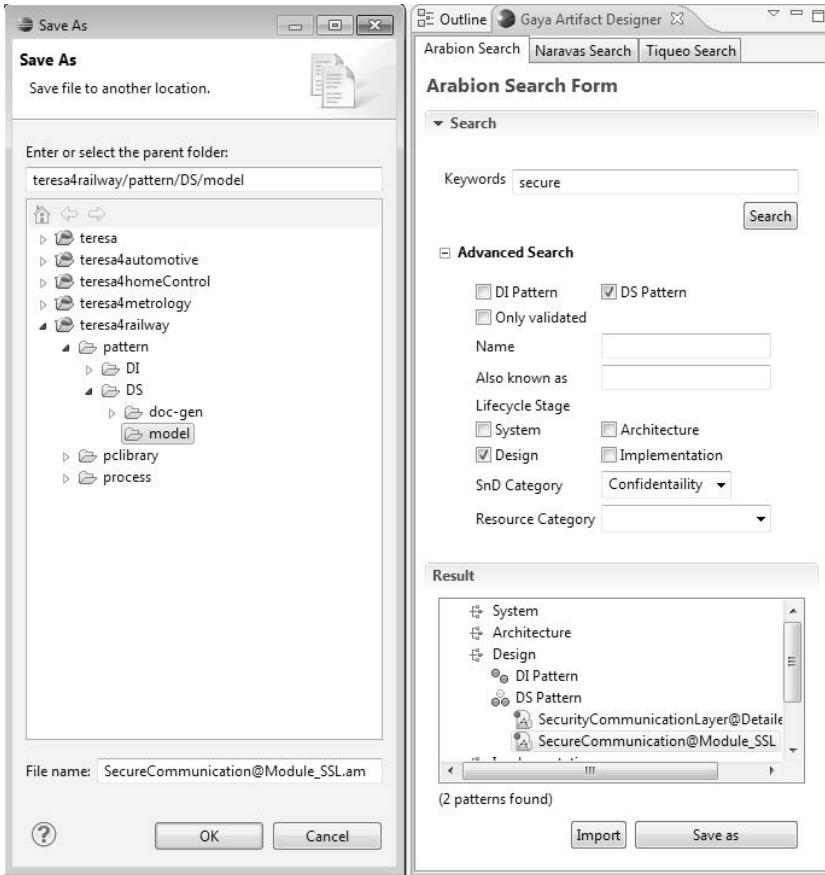 Save As
Save As
Save file to another location.
Enter or select the parent folder:
teresa4railway/pattern/DS/model
teresa
teresa4automotive
teresa4homeControl
teresa4metrology
teresa4railway
pattern
DI
DS
doc-gen
model
pclibrary
process
File name: SecureCommunication@Module_SSL.am
OK Cancel
Outline Gaya Artifact Designer
Arabion Search Naravas Search Tiqueo Search
Arabion Search Form
Search
Keywords secure
Search
Advanced Search
DI Pattern DS Pattern
Only validated
Name
Also known as
Lifecycle Stage
System Architecture
Design Implementation
SnD Category Confidentaility
Resource Category
Result
System
Architecture
Design
DI Pattern
DS Pattern
SecurityCommunicationLayer@Detaile
SecureCommunication@Module_SSL
(2 patterns found)
Import Save as